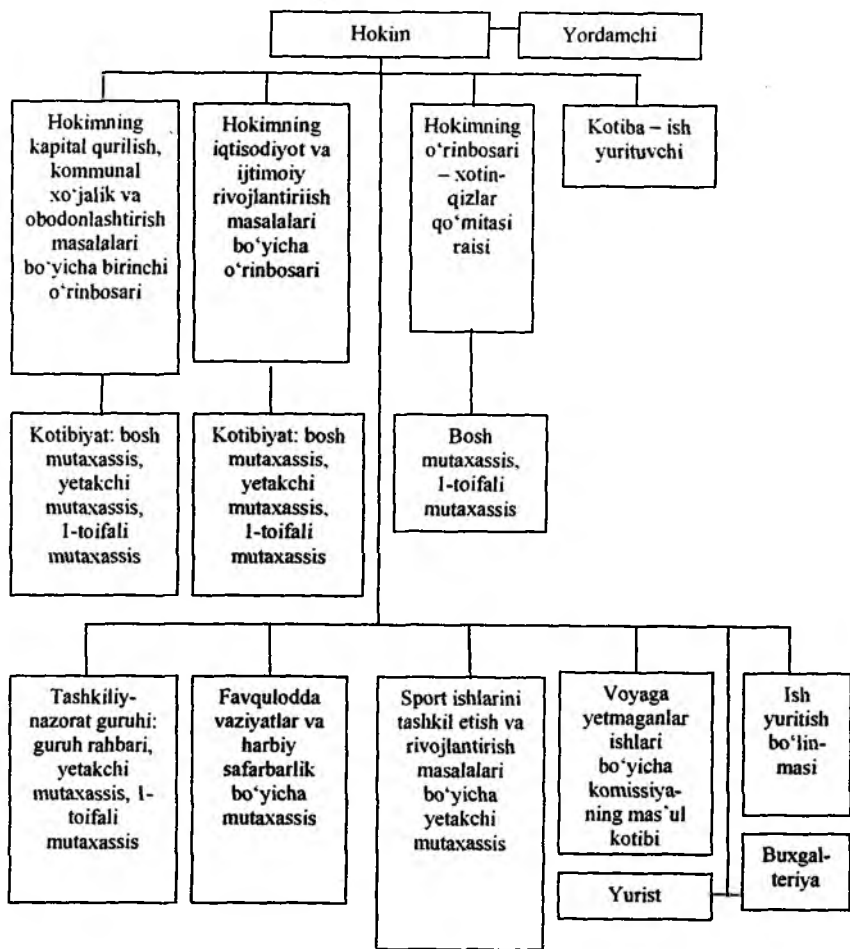 Hokim
Yordamchi
Hokimning
kapital qurilish,
kommunal
xo‘jalik va
obodonlashtirish
masalalari
bo‘yicha birinchi
o‘rinbosari
Hokimning
iqtisodiyot va
ijtimoiy
rivojlantiriish
masalalari
bo‘yicha
o‘rinbosari
Hokimning
o‘rinbosari
– xotin-
qizlar
qo‘mitasi
raisi
Kotiba – ish
yurituvchi
Kotibiyat: bosh
mutaxassis,
yetakchi
mutaxassis,
1-toifali
mutaxassis
Kotibiyat: bosh
mutaxassis,
yetakchi
mutaxassis,
1-toifali
mutaxassis
Bosh
mutaxassis,
1-toifali
mutaxassis
Tashkiliy-
nazorat guruhi:
guruh rahbari,
yetakchi
mutaxassis, 1-
toifali
mutaxassis
Favqulodda
vaziyatlar va
harbiy
safarbarlik
bo‘yicha
mutaxassis
Sport ishlarini
tashkil etish va
rivojlantirish
masalalari
bo‘yicha
yetakchi
mutaxassis
Voyaga
yetmaganlar
ishlari
bo‘yicha
komissiya-
ning mas‘ul
kotibi
Ish
yuritish
bo‘lin-
masi
Yurist
Buxgal-
teriya